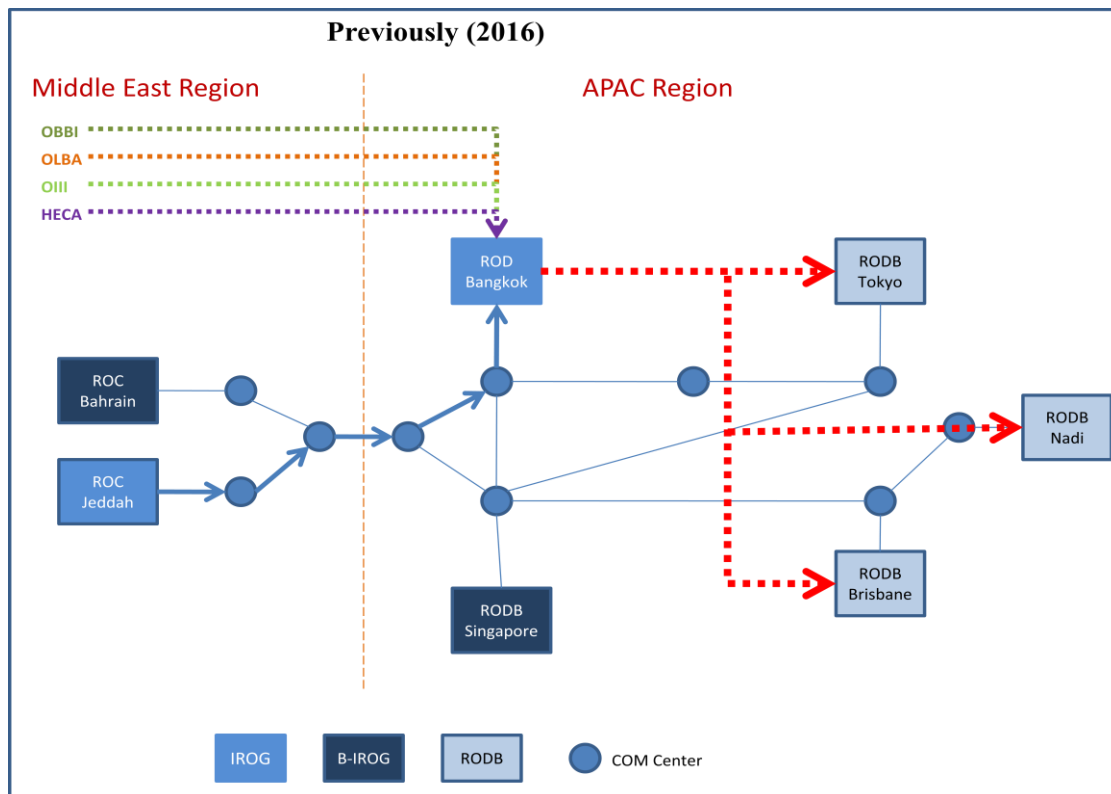 Previously (2016)
Middle East Region
APAC Region
OBBI
OLBA
OIII
HECA
ROD
Bangkok
RODB
Tokyo
ROC
Bahrain
RODB
Nadi
ROC
Jeddah
RODB
Singapore
RODB
Brisbane
IROG
B-IROG
RODB
COM Center